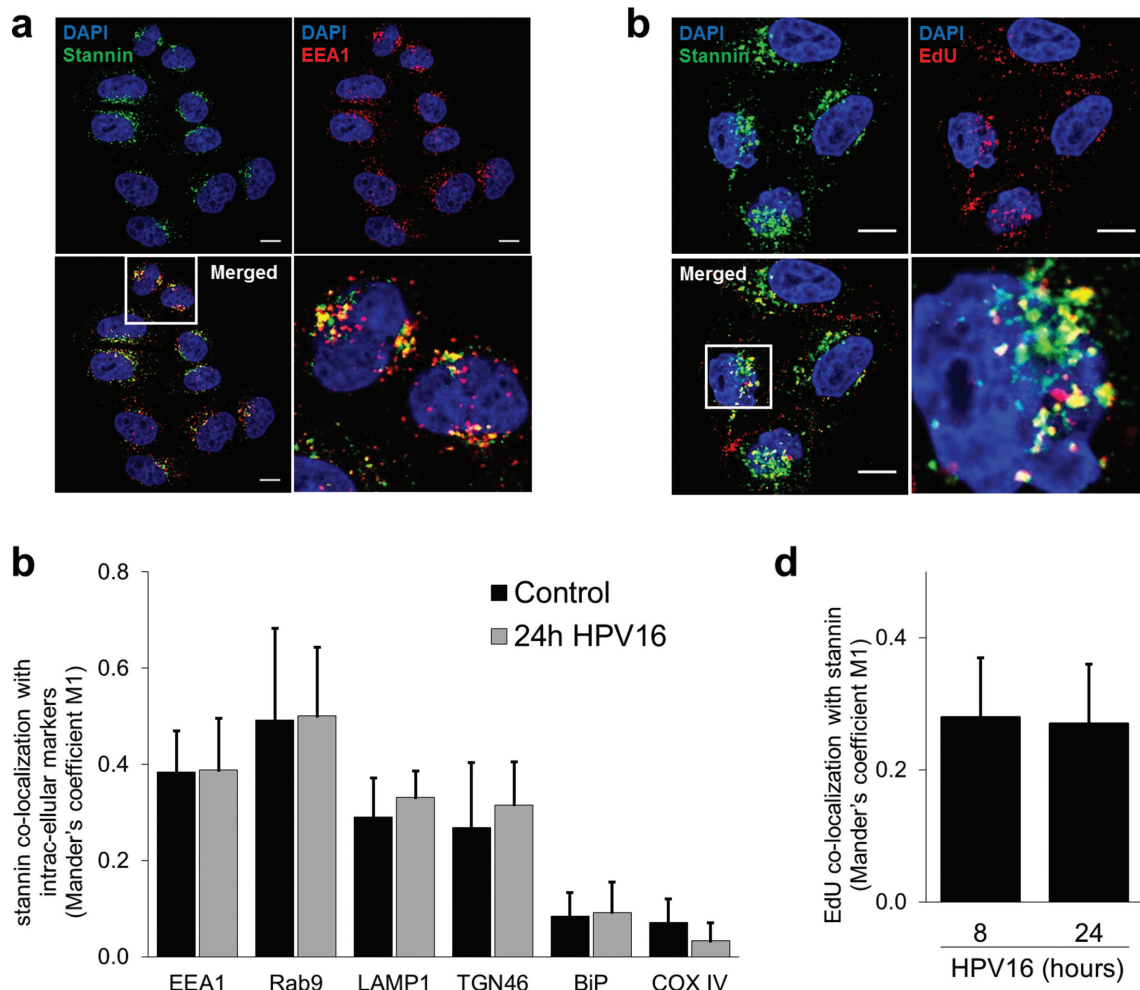 a
DAPI
Stannin
DAPI
EEA1
Merged
b
DAPI
Stannin
DAPI
EdU
Merged
b
stannin co-localization with
intrac-ellular markers
(Mander's coefficient M1)
0.8
0.6
0.4
0.2
0.0
Control
24h HPV16
EEA1 Rab9 LAMP1 TGN46 BiP COX IV
d
EdU co-localization with stannin
(Mander's coefficient M1)
0.4
0.2
0.0
8 24
HPV16 (hours)